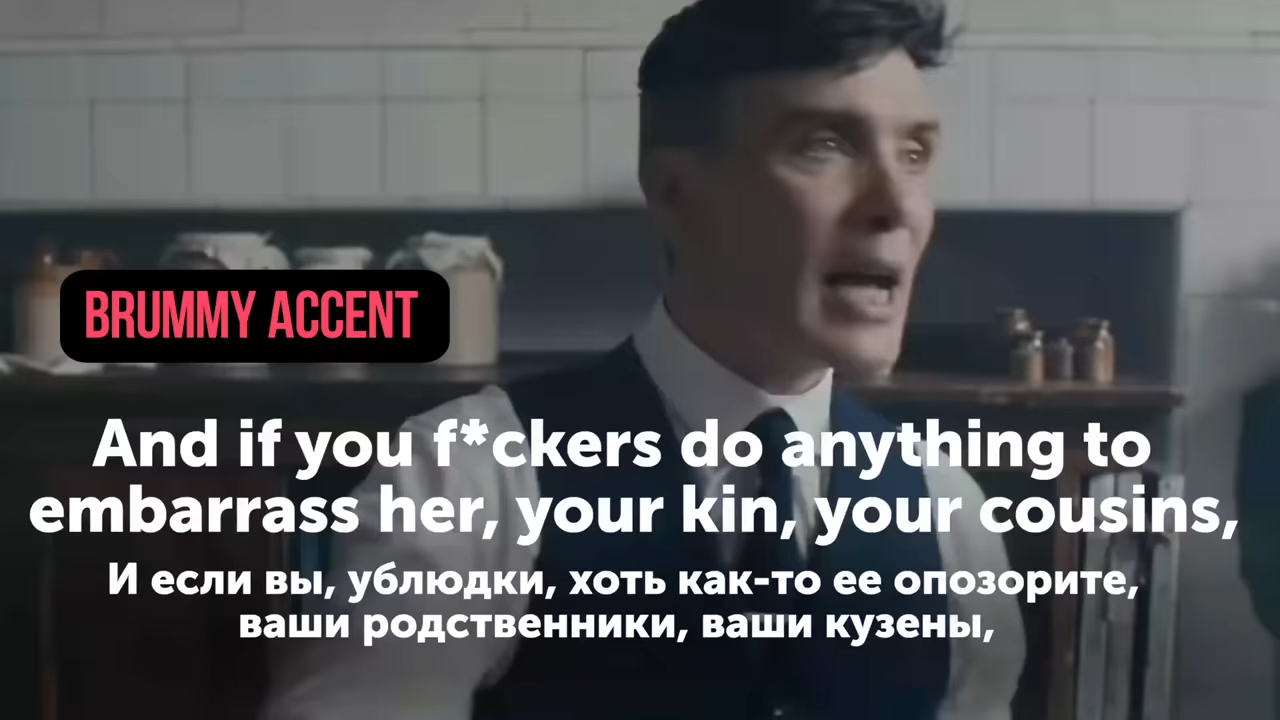 BRUMMY ACCENT
And if you f*ckers do anything to
embarrass her, your kin, your cousins,
И если вы, ублюдки, хоть как-то ее опозорите,
ваши родственники, ваши кузены,